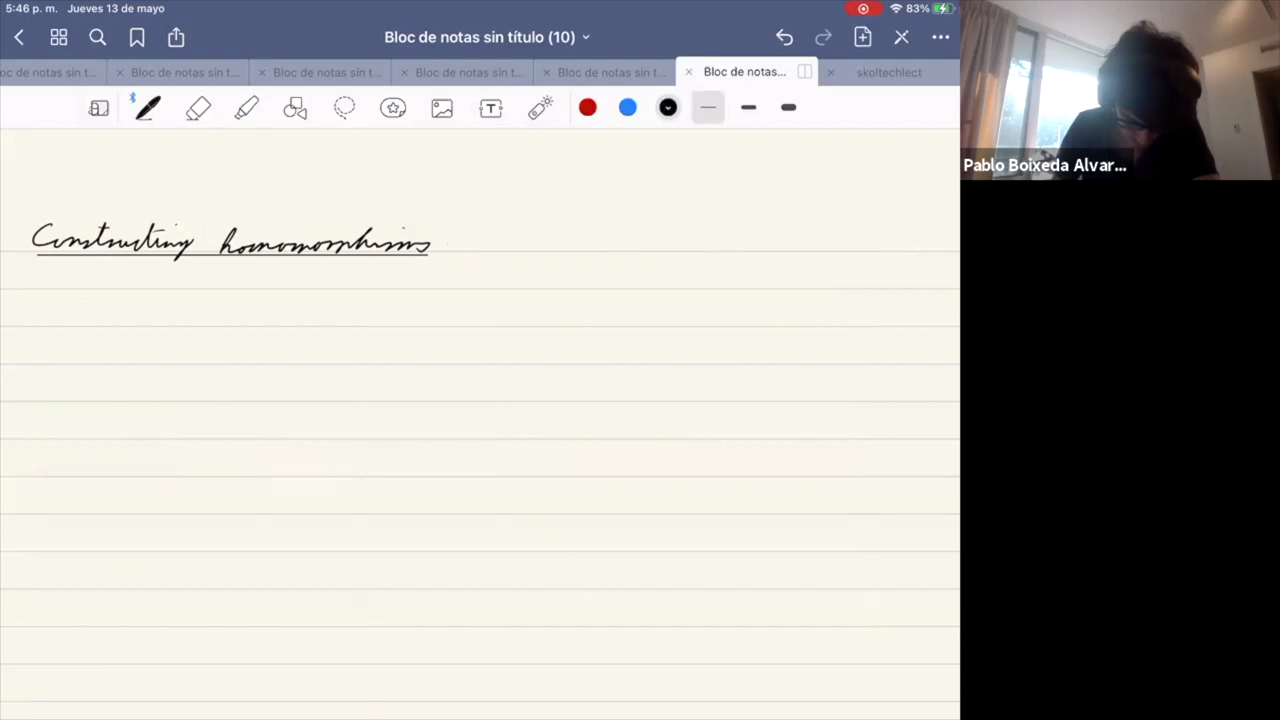 5:46 p. m. Jueves 13 de mayo
83%
Bloc de notas sin título (10)
oc de notas sin t...
Bloc de notas sin t...
Bloc de notas sin t...
Bloc de notas sin t...
Bloc de notas sin t...
Bloc de notas...
skoltechlect
T
Pablo Boixeda Alvar...
Constructing homomorphisms